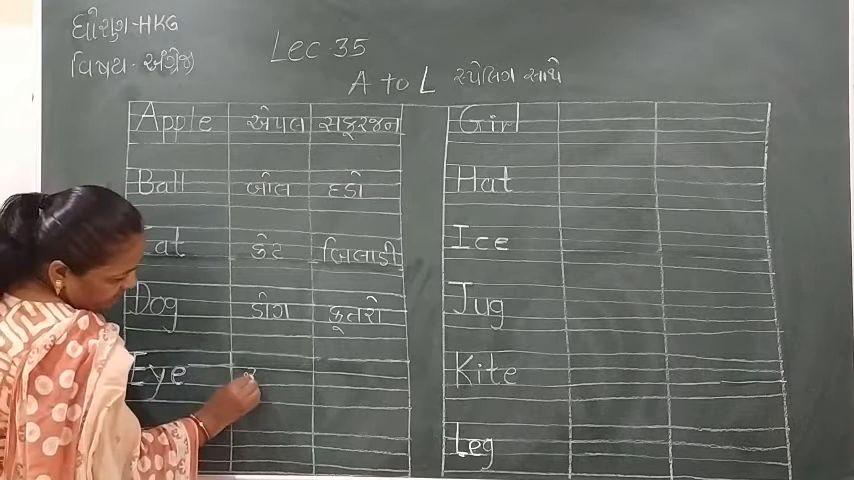 ધોરણ-HKG
વિષય - અંગ્રેજી
Lec - 35
A to L સ્પેલિંગ સાથે
Apple એપલ સફરજન
Ball બોલ દડો
Cat કેટ બિલાડી
Dog ડોગ કૂતરો
Eye
Girl
Hat
Ice
Jug
Kite
Leg